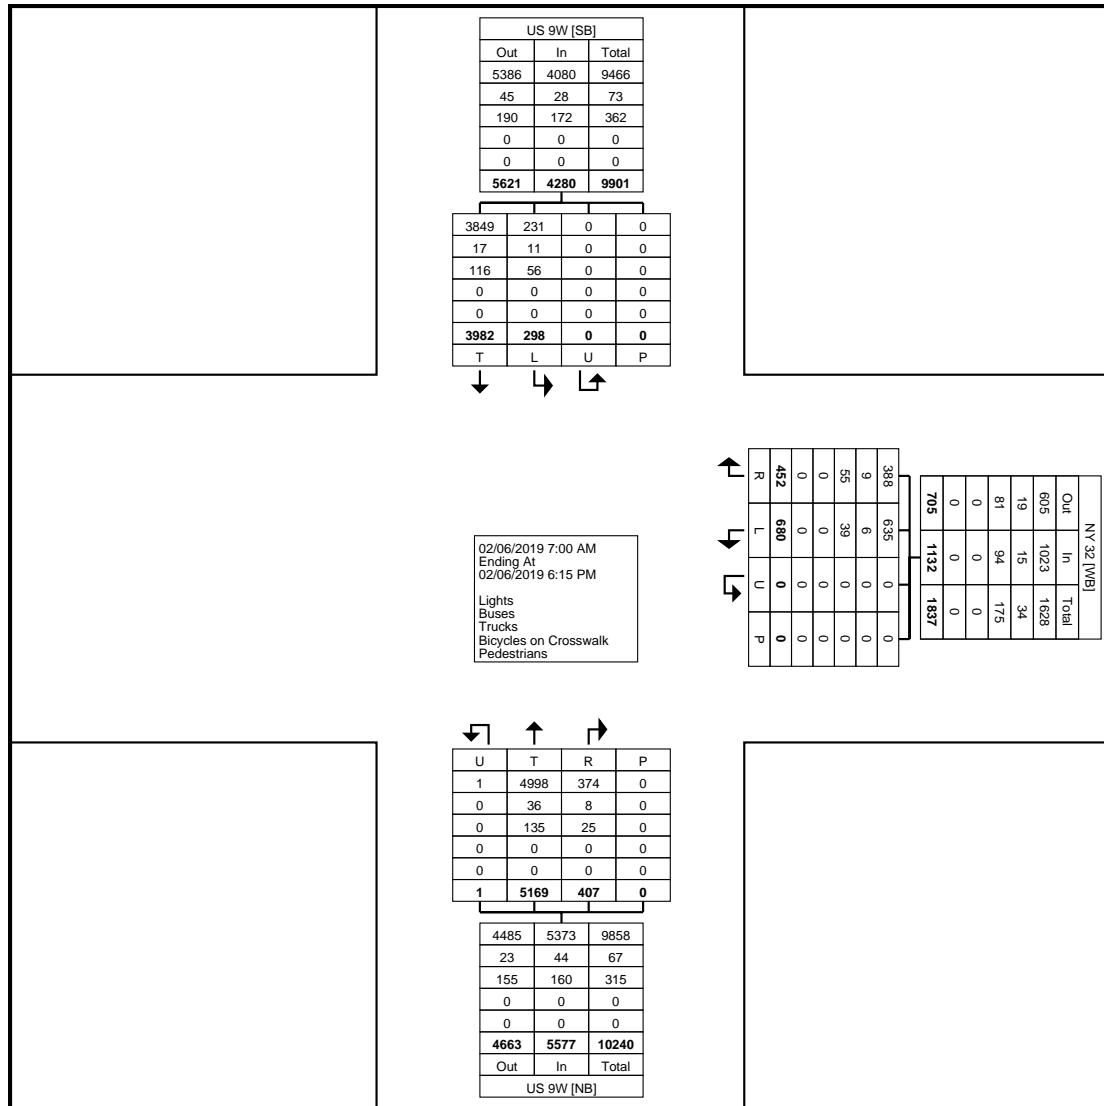 US 9W [SB]
Out In Total
5386 4080 9466
45 28 73
190 172 362
0 0 0
0 0 0
5621 4280 9901
3849 231 0 0
17 11 0 0
116 56 0 0
0 0 0 0
0 0 0 0
3982 298 0 0
T L U P
NY 32 [WB]
Out In Total
605 1023 1628
19 15 34
81 94 175
0 0 0
0 0 0
705 1132 1837
388 635 0 0
9 6 0 0
55 39 0 0
0 0 0 0
0 0 0 0
452 680 0 0
R L U P
02/06/2019 7:00 AM
Ending At
02/06/2019 6:15 PM
Lights
Buses
Trucks
Bicycles on Crosswalk
Pedestrians
U T R P
1 4998 374 0
0 36 8 0
0 135 25 0
0 0 0 0
0 0 0 0
1 5169 407 0
4485 5373 9858
23 44 67
155 160 315
0 0 0
0 0 0
4663 5577 10240
Out In Total
US 9W [NB]